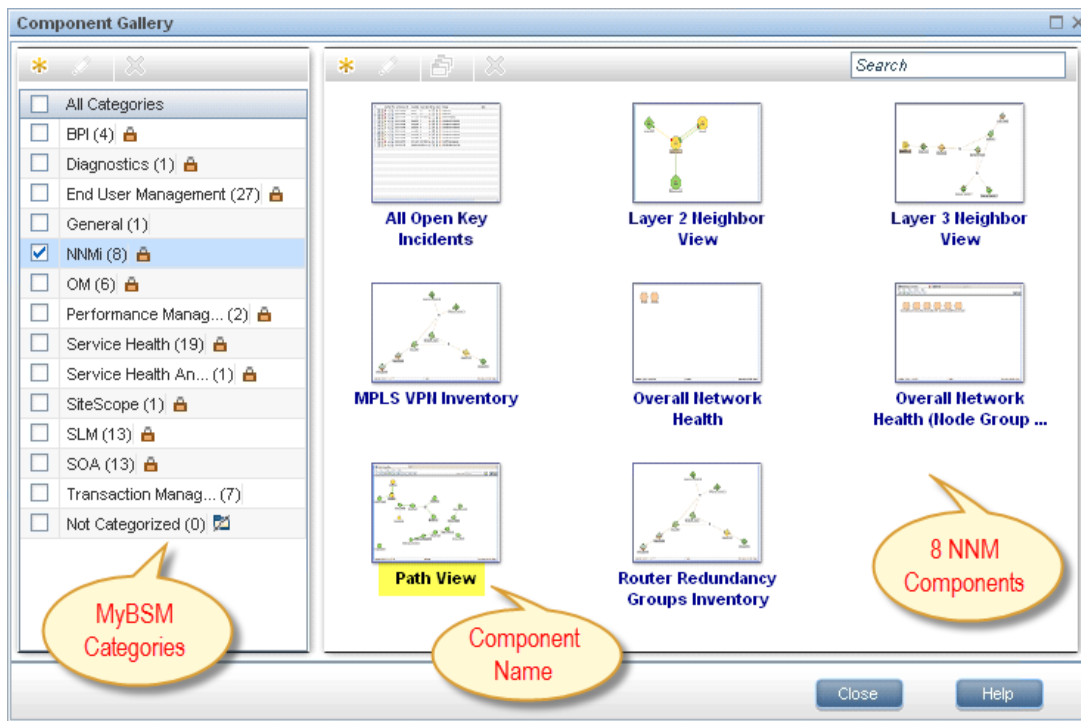 Component Gallery
Search
All Categories
BPI (4)
Diagnostics (1)
End User Management (27)
General (1)
NNMi (8)
OM (6)
Performance Manag... (2)
Service Health (19)
Service Health An... (1)
SiteScope (1)
SLM (13)
SOA (13)
Transaction Manag... (7)
Not Categorized (0)
All Open Key
Incidents
Layer 2 Neighbor
View
Layer 3 Neighbor
View
MPLS VPN Inventory
Overall Network
Health
Overall Network
Health (Node Group ...
Path View
Router Redundancy
Groups Inventory
MyBSM
Categories
Component
Name
8 NNM
Components
Close
Help